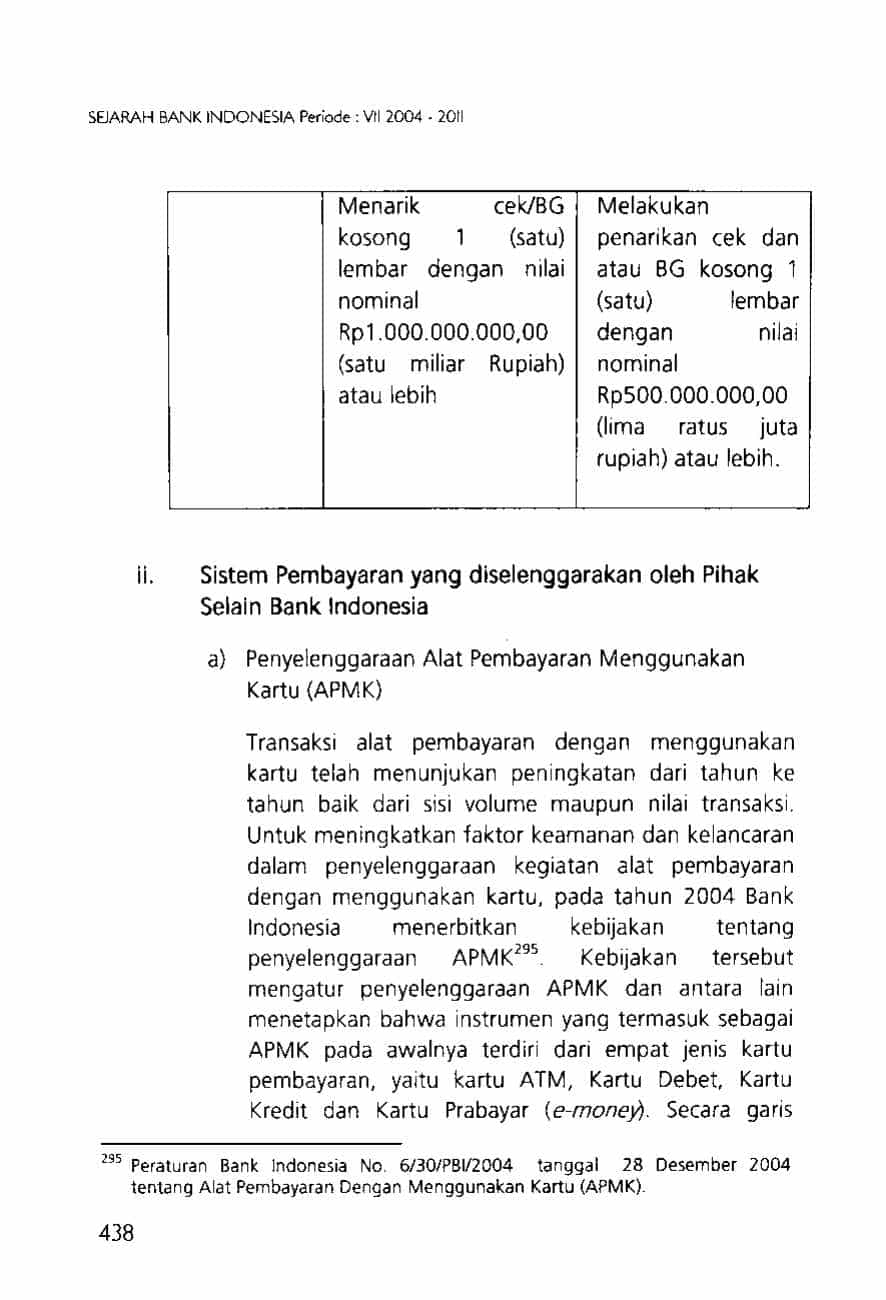 SEJARAH BANK INDONESIA Periode : VII 2004 - 2011
Menarik cek/BG
kosong 1 (satu)
lembar dengan nilai
nominal
Rp1.000.000.000,00
(satu miliar Rupiah)
atau lebih
Melakukan
penarikan cek dan
atau BG kosong 1
(satu) lembar
dengan nilai
nominal
Rp500.000.000,00
(lima ratus juta
rupiah) atau lebih.
ii. Sistem Pembayaran yang diselenggarakan oleh Pihak
Selain Bank Indonesia
a) Penyelenggaraan Alat Pembayaran Menggunakan
Kartu (APMK)
Transaksi alat pembayaran dengan menggunakan
kartu telah menunjukan peningkatan dari tahun ke
tahun baik dari sisi volume maupun nilai transaksi.
Untuk meningkatkan faktor keamanan dan kelancaran
dalam penyelenggaraan kegiatan alat pembayaran
dengan menggunakan kartu, pada tahun 2004 Bank
Indonesia menerbitkan kebijakan tentang
penyelenggaraan APMK295. Kebijakan tersebut
mengatur penyelenggaraan APMK dan antara lain
menetapkan bahwa instrumen yang termasuk sebagai
APMK pada awalnya terdiri dari empat jenis kartu
pembayaran, yaitu kartu ATM, Kartu Debet, Kartu
Kredit dan Kartu Prabayar (e-money). Secara garis
295 Peraturan Bank Indonesia No. 6/30/PBI/2004 tanggal 28 Desember 2004
tentang Alat Pembayaran Dengan Menggunakan Kartu (APMK).
438